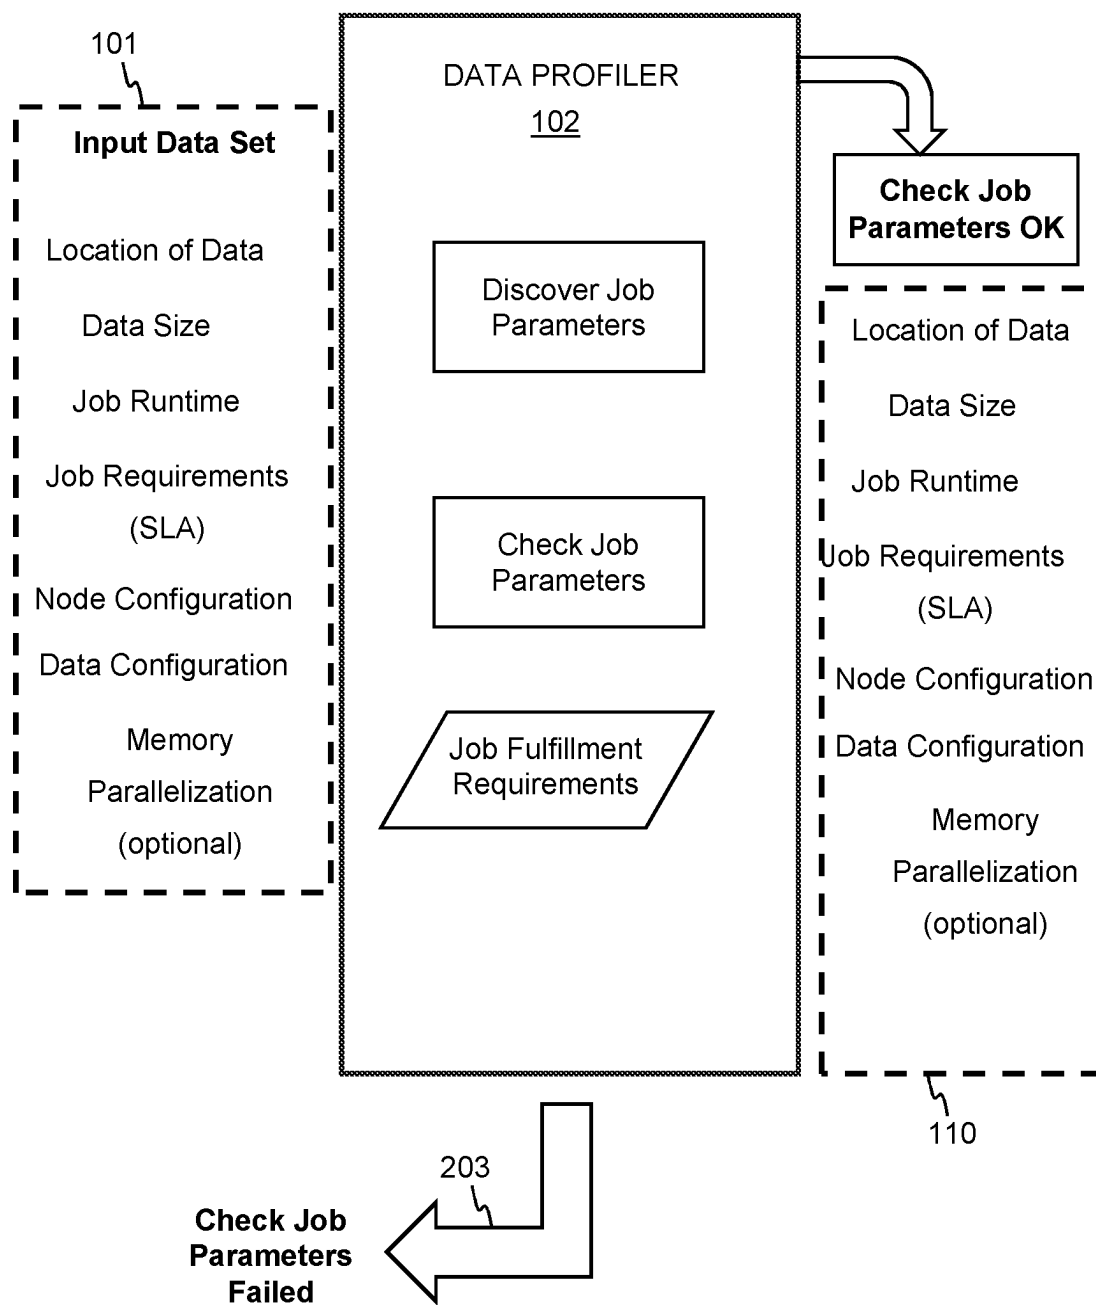 101
Input Data Set
Location of Data
Data Size
Job Runtime
Job Requirements
(SLA)
Node Configuration
Data Configuration
Memory
Parallelization
(optional)
DATA PROFILER
102
Discover Job
Parameters
Check Job
Parameters
Job Fulfillment
Requirements
Check Job
Parameters OK
Location of Data
Data Size
Job Runtime
Job Requirements
(SLA)
Node Configuration
Data Configuration
Memory
Parallelization
(optional)
110
203
Check Job
Parameters
Failed